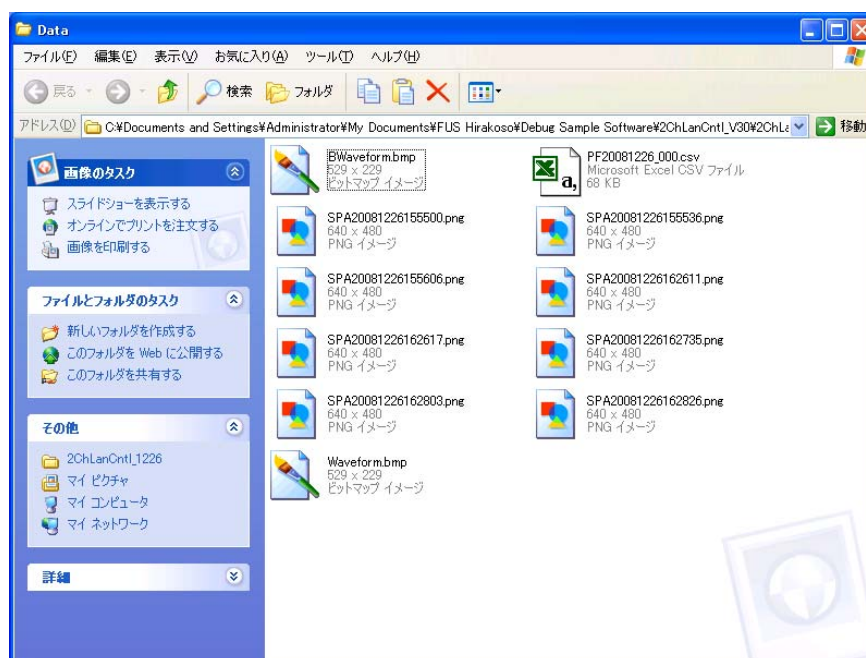 Data
ファイル(F) 編集(E) 表示(V) お気に入り(A) ツール(T) ヘルプ(H)
戻る 検索 フォルダ
アドレス(D) C:¥Documents and Settings¥Administrator¥My Documents¥FUS Hirakoso¥Debug Sample Software¥2ChLanCntl_V30¥2ChLa 移動
画像のタスク
スライドショーを表示する
オンラインでプリントを注文する
画像を印刷する
ファイルとフォルダのタスク
新しいフォルダを作成する
このフォルダを Web に公開する
このフォルダを共有する
その他
2ChLanCntl_1226
マイ ピクチャ
マイ コンピュータ
マイ ネットワーク
詳細
BWaveform.bmp
529 x 229
ビットマップ イメージ
PF20081226_000.csv
Microsoft Excel CSV ファイル
68 KB
SPA20081226155500.png
640 x 480
PNG イメージ
SPA20081226155536.png
640 x 480
PNG イメージ
SPA20081226155606.png
640 x 480
PNG イメージ
SPA20081226162611.png
640 x 480
PNG イメージ
SPA20081226162617.png
640 x 480
PNG イメージ
SPA20081226162735.png
640 x 480
PNG イメージ
SPA20081226162803.png
640 x 480
PNG イメージ
SPA20081226162826.png
640 x 480
PNG イメージ
Waveform.bmp
529 x 229
ビットマップ イメージ